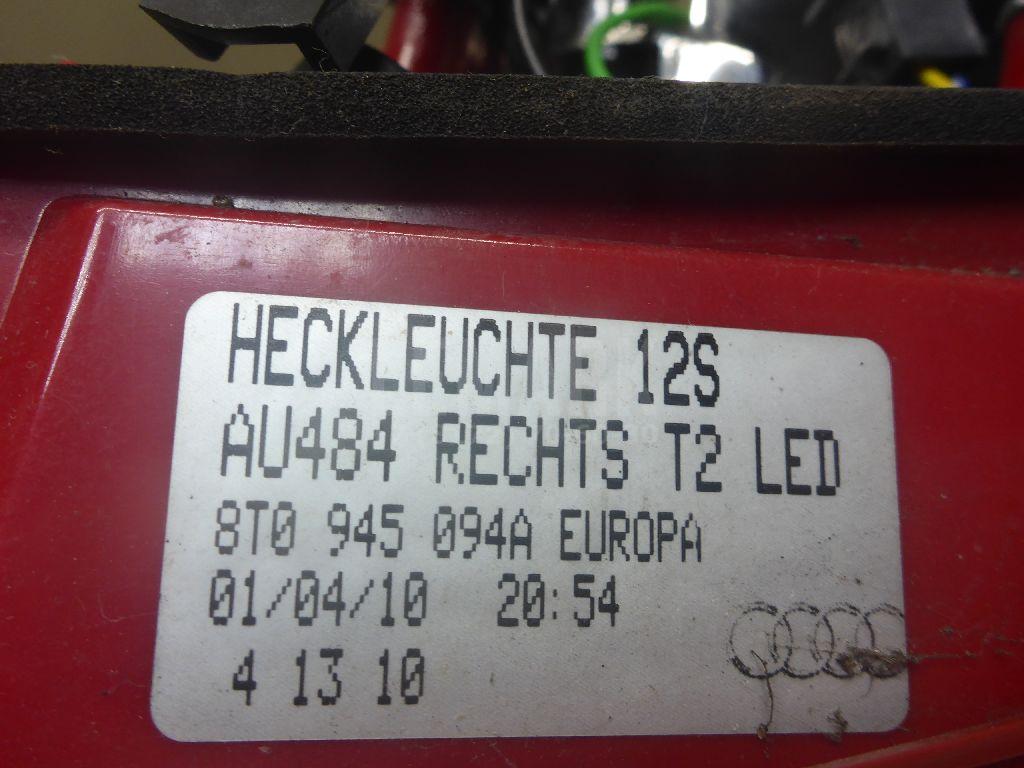 HECKLEUCHTE 12S
AU484 RECHTS T2 LED
8T0 945 094A EUROPA
01/04/10 20:54
4 13 10